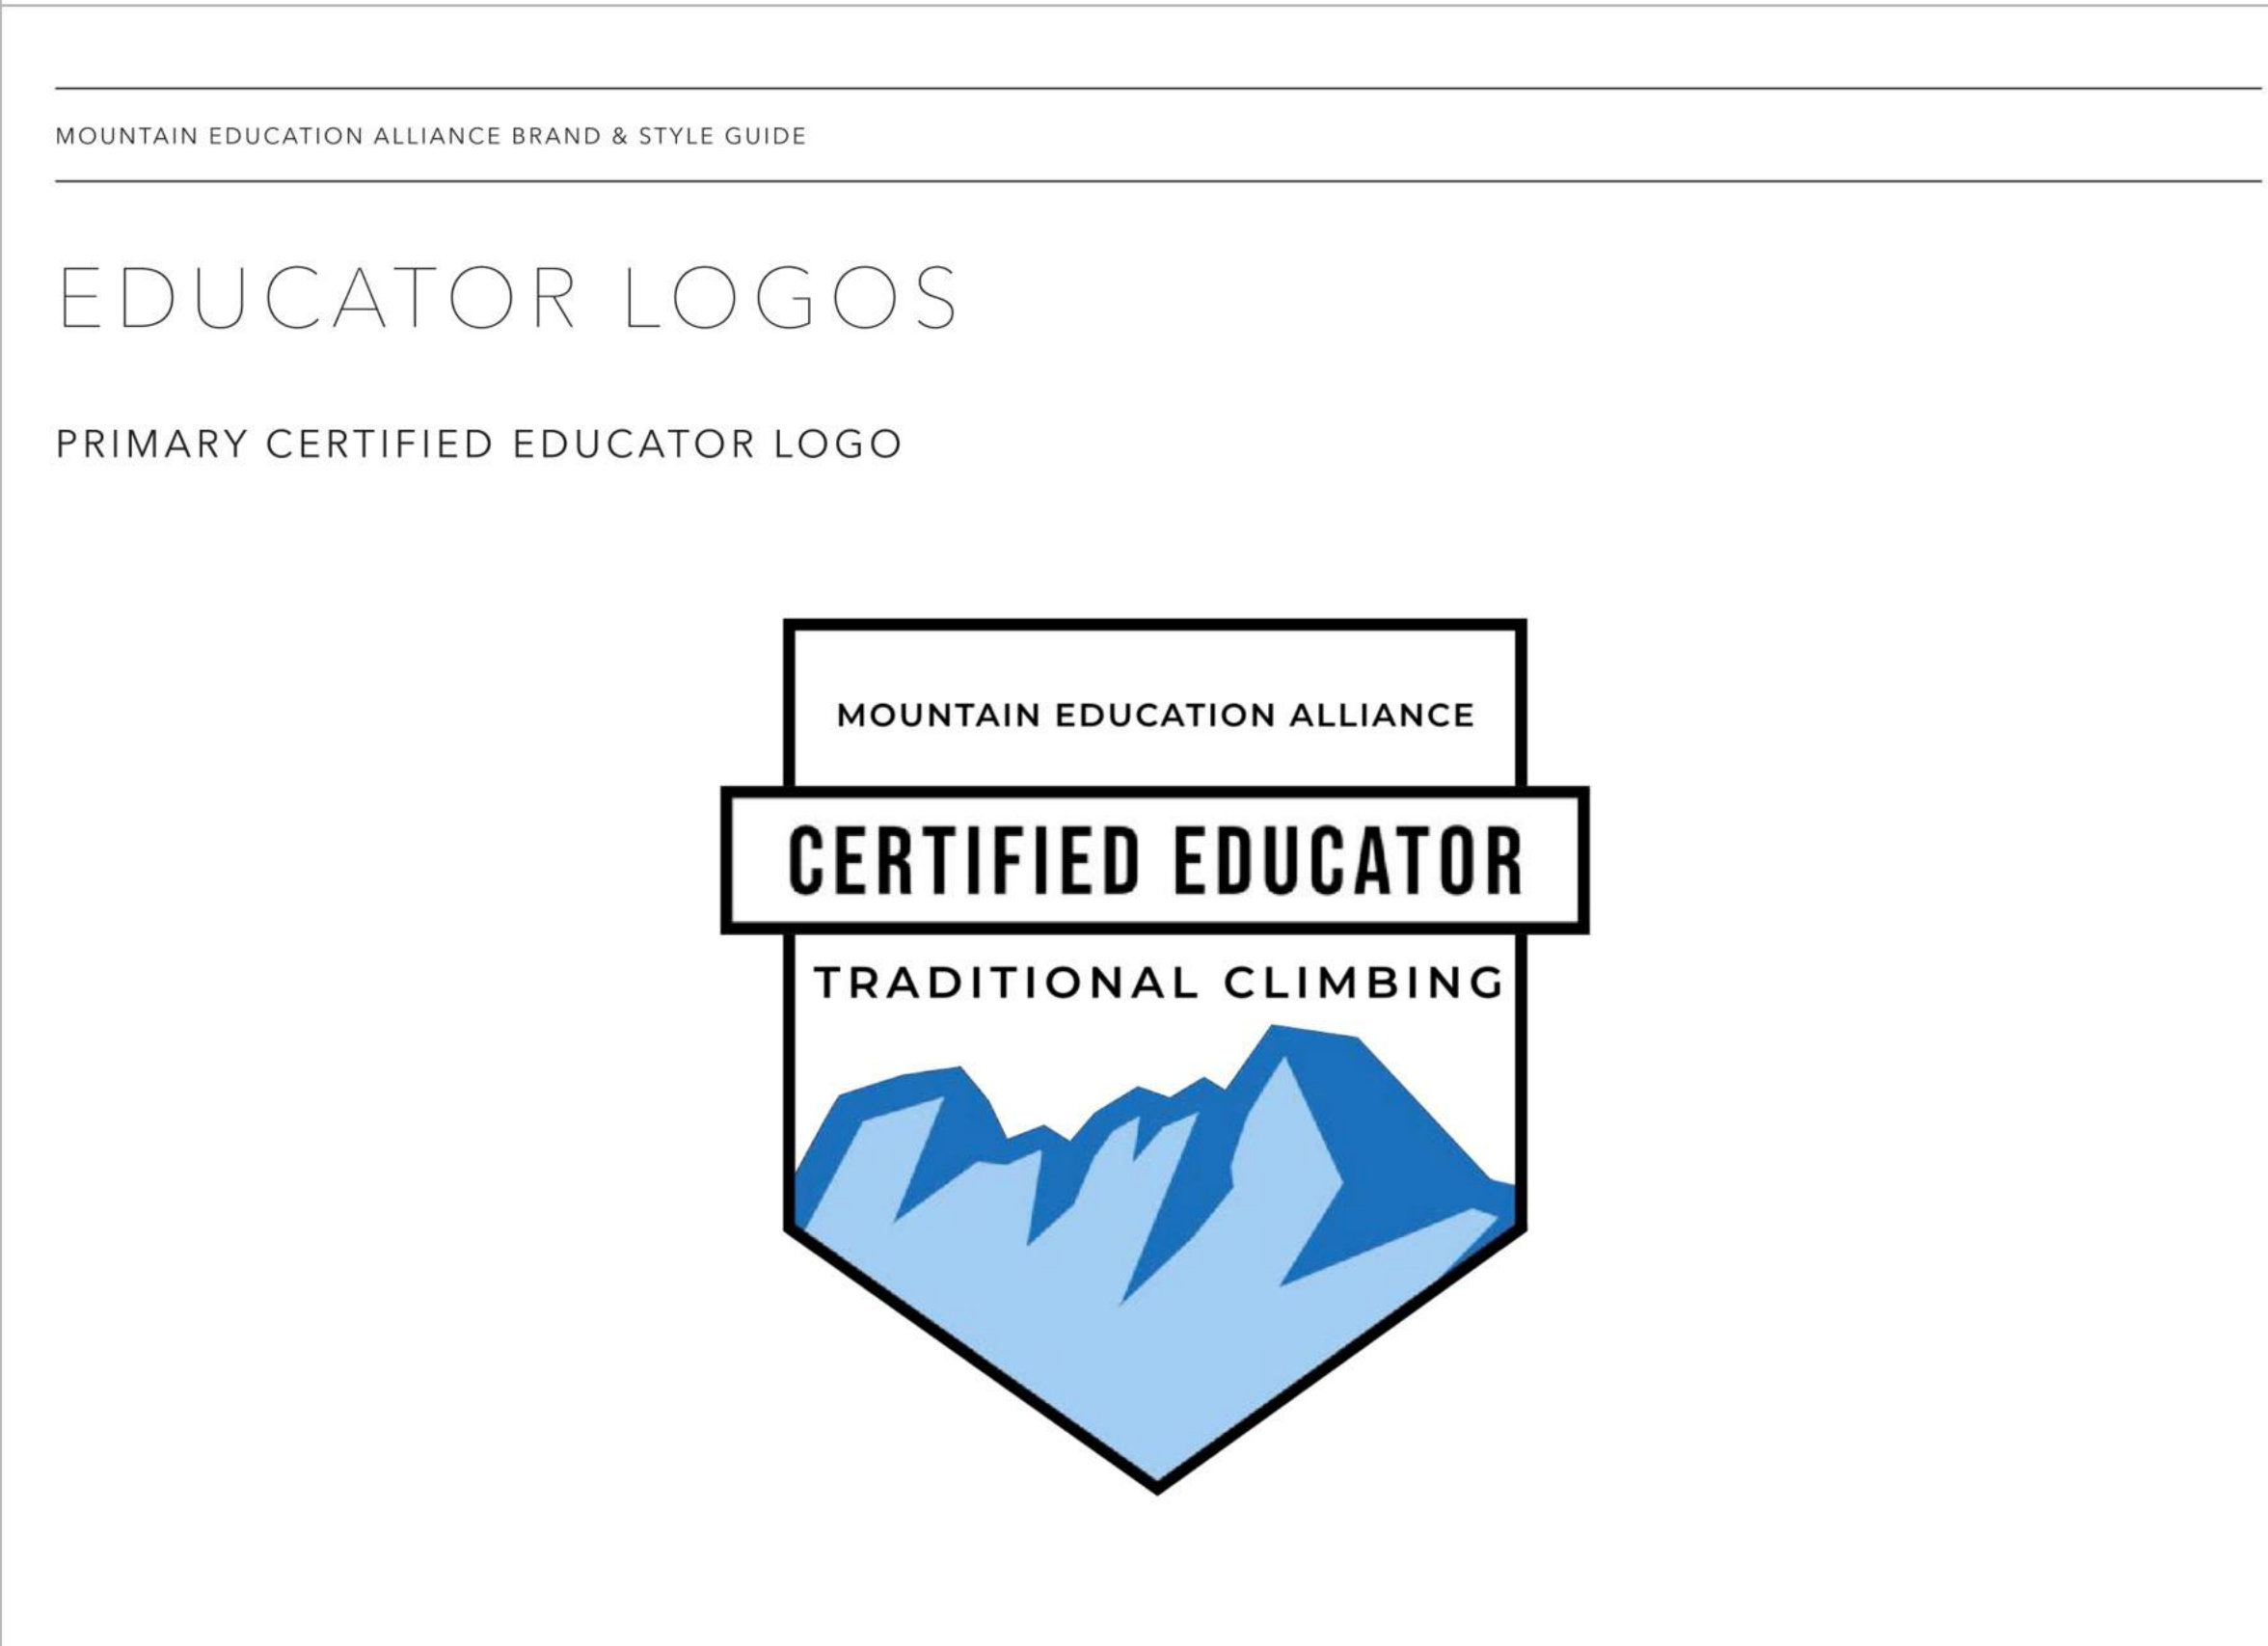 MOUNTAIN EDUCATION ALLIANCE BRAND & STYLE GUIDE
EDUCATOR LOGOS
PRIMARY CERTIFIED EDUCATOR LOGO
MOUNTAIN EDUCATION ALLIANCE
CERTIFIED EDUCATOR
TRADITIONAL CLIMBING